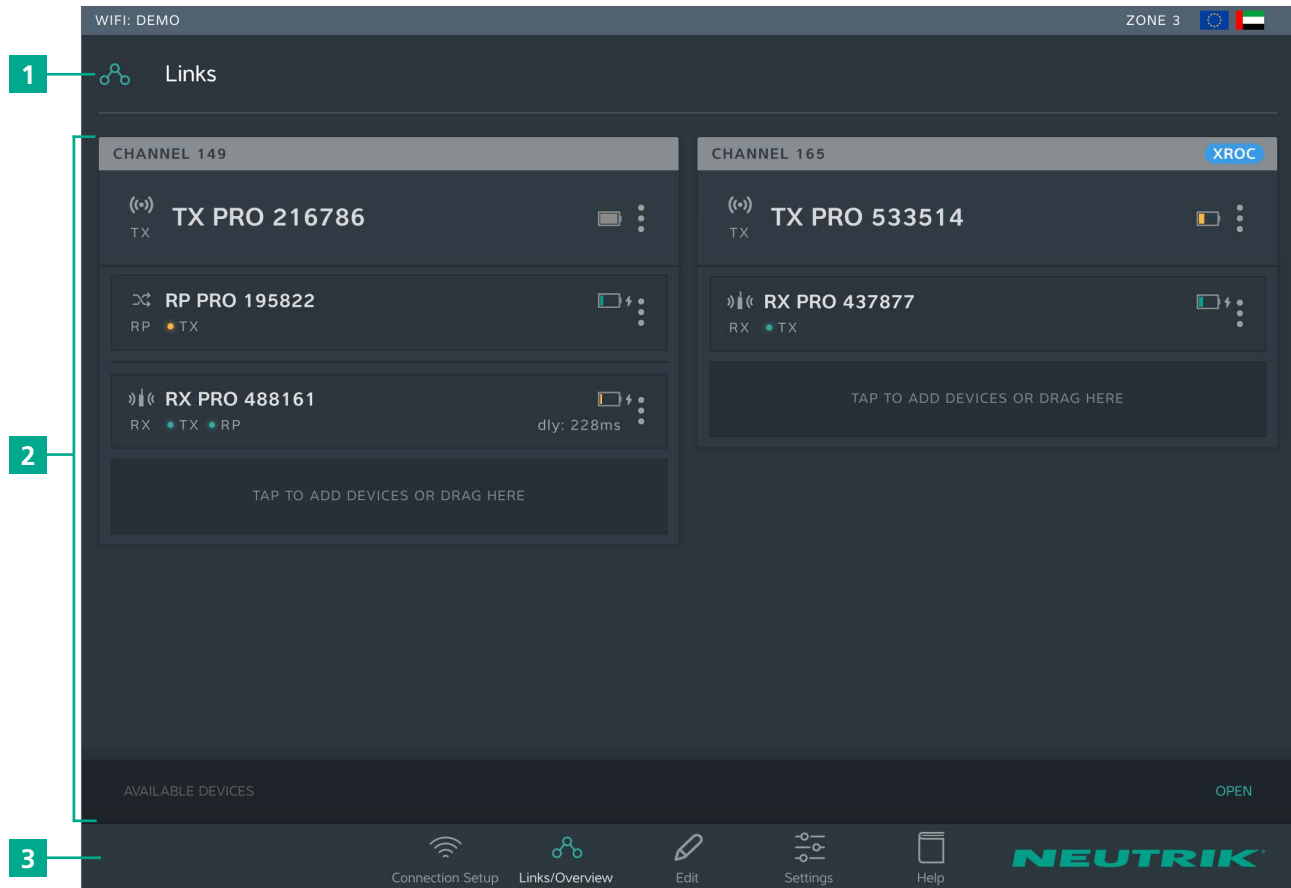 WIFI: DEMO
ZONE 3
1
Links
CHANNEL 149
TX PRO 216786
TX
RP PRO 195822
RP TX
RX PRO 488161
RX TX RP
dly: 228ms
TAP TO ADD DEVICES OR DRAG HERE
CHANNEL 165
XROC
TX PRO 533514
TX
RX PRO 437877
RX TX
TAP TO ADD DEVICES OR DRAG HERE
2
AVAILABLE DEVICES
OPEN
3
Connection Setup
Links/Overview
Edit
Settings
Help
NEUTRIK